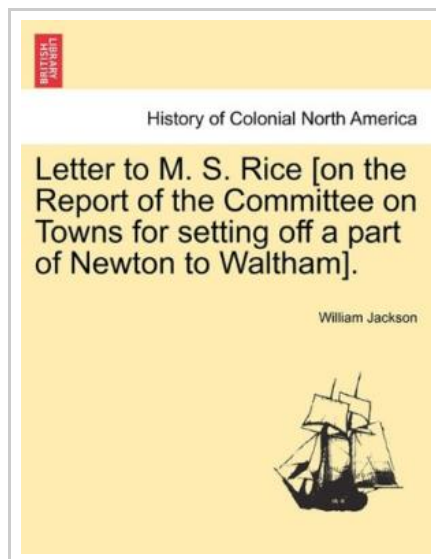 BRITISH
LIBRARY
History of Colonial North America
Letter to M. S. Rice [on the
Report of the Committee on
Towns for setting off a part
of Newton to Waltham].
William Jackson